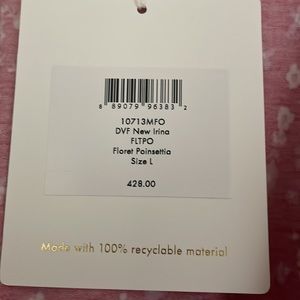 8 89079 96383 2
10713MFO
DVF New Irina
FLTPO
Floret Poinsettia
Size L
428.00
Made with 100% recyclable material